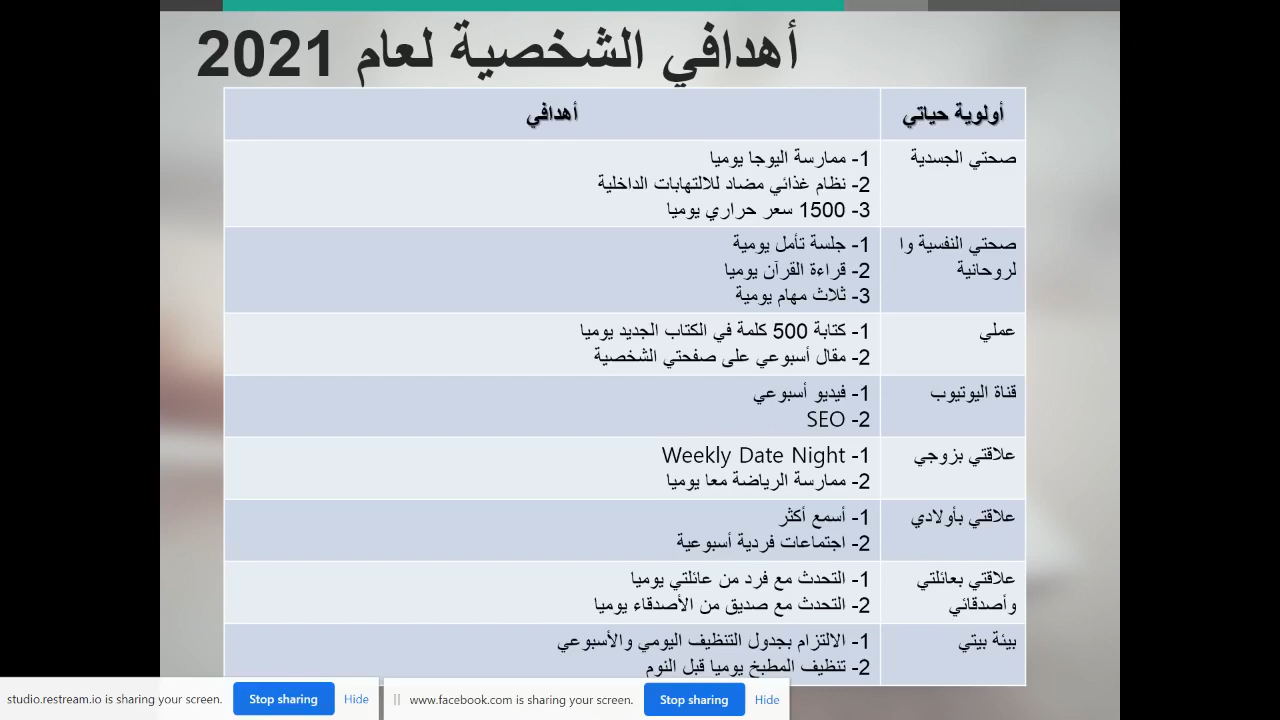 أهدافي الشخصية لعام 2021
أولوية حياتي
أهدافي
صحتي الجسدية
1- ممارسة اليوجا يوميا
2- نظام غذائي مضاد للالتهابات الداخلية
3- 1500 سعر حراري يوميا
صحتي النفسية وا
لروحانية
1- جلسة تأمل يومية
2- قراءة القرآن يوميا
3- ثلاث مهام يومية
عملي
1- كتابة 500 كلمة في الكتاب الجديد يوميا
2- مقال أسبوعي على صفحتي الشخصية
قناة اليوتيوب
1- فيديو أسبوعي
2- SEO
علاقتي بزوجي
1- Weekly Date Night
2- ممارسة الرياضة معا يوميا
علاقتي بأولادي
1- أسمع أكثر
2- اجتماعات فردية أسبوعية
علاقتي بعائلتي
وأصدقائي
1- التحدث مع فرد من عائلتي يوميا
2- التحدث مع صديق من الأصدقاء يوميا
بيئة بيتي
1- الالتزام بجدول التنظيف اليومي والأسبوعي
2- تنظيف المطبخ يوميا قبل النوم
studio.restream.io is sharing your screen. Stop sharing Hide
www.facebook.com is sharing your screen. Stop sharing Hide